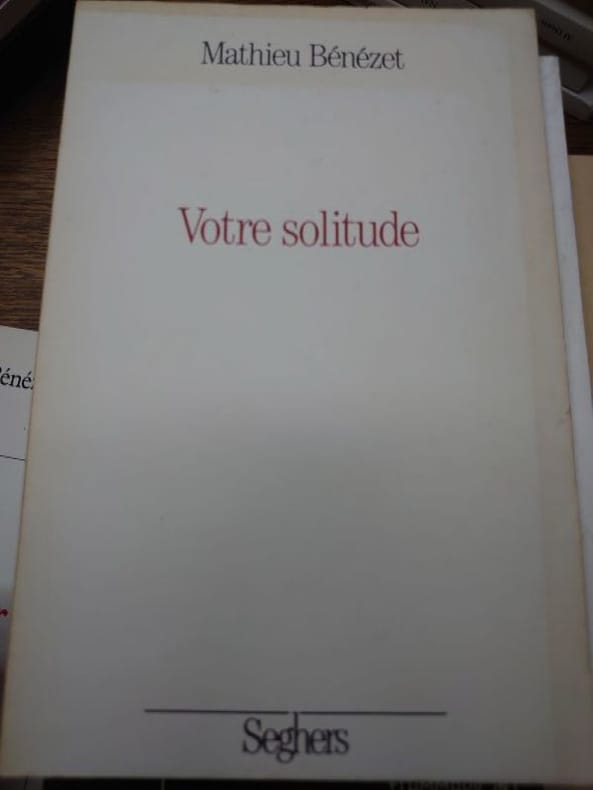 Mathieu Bénézet
Votre solitude
Seghers